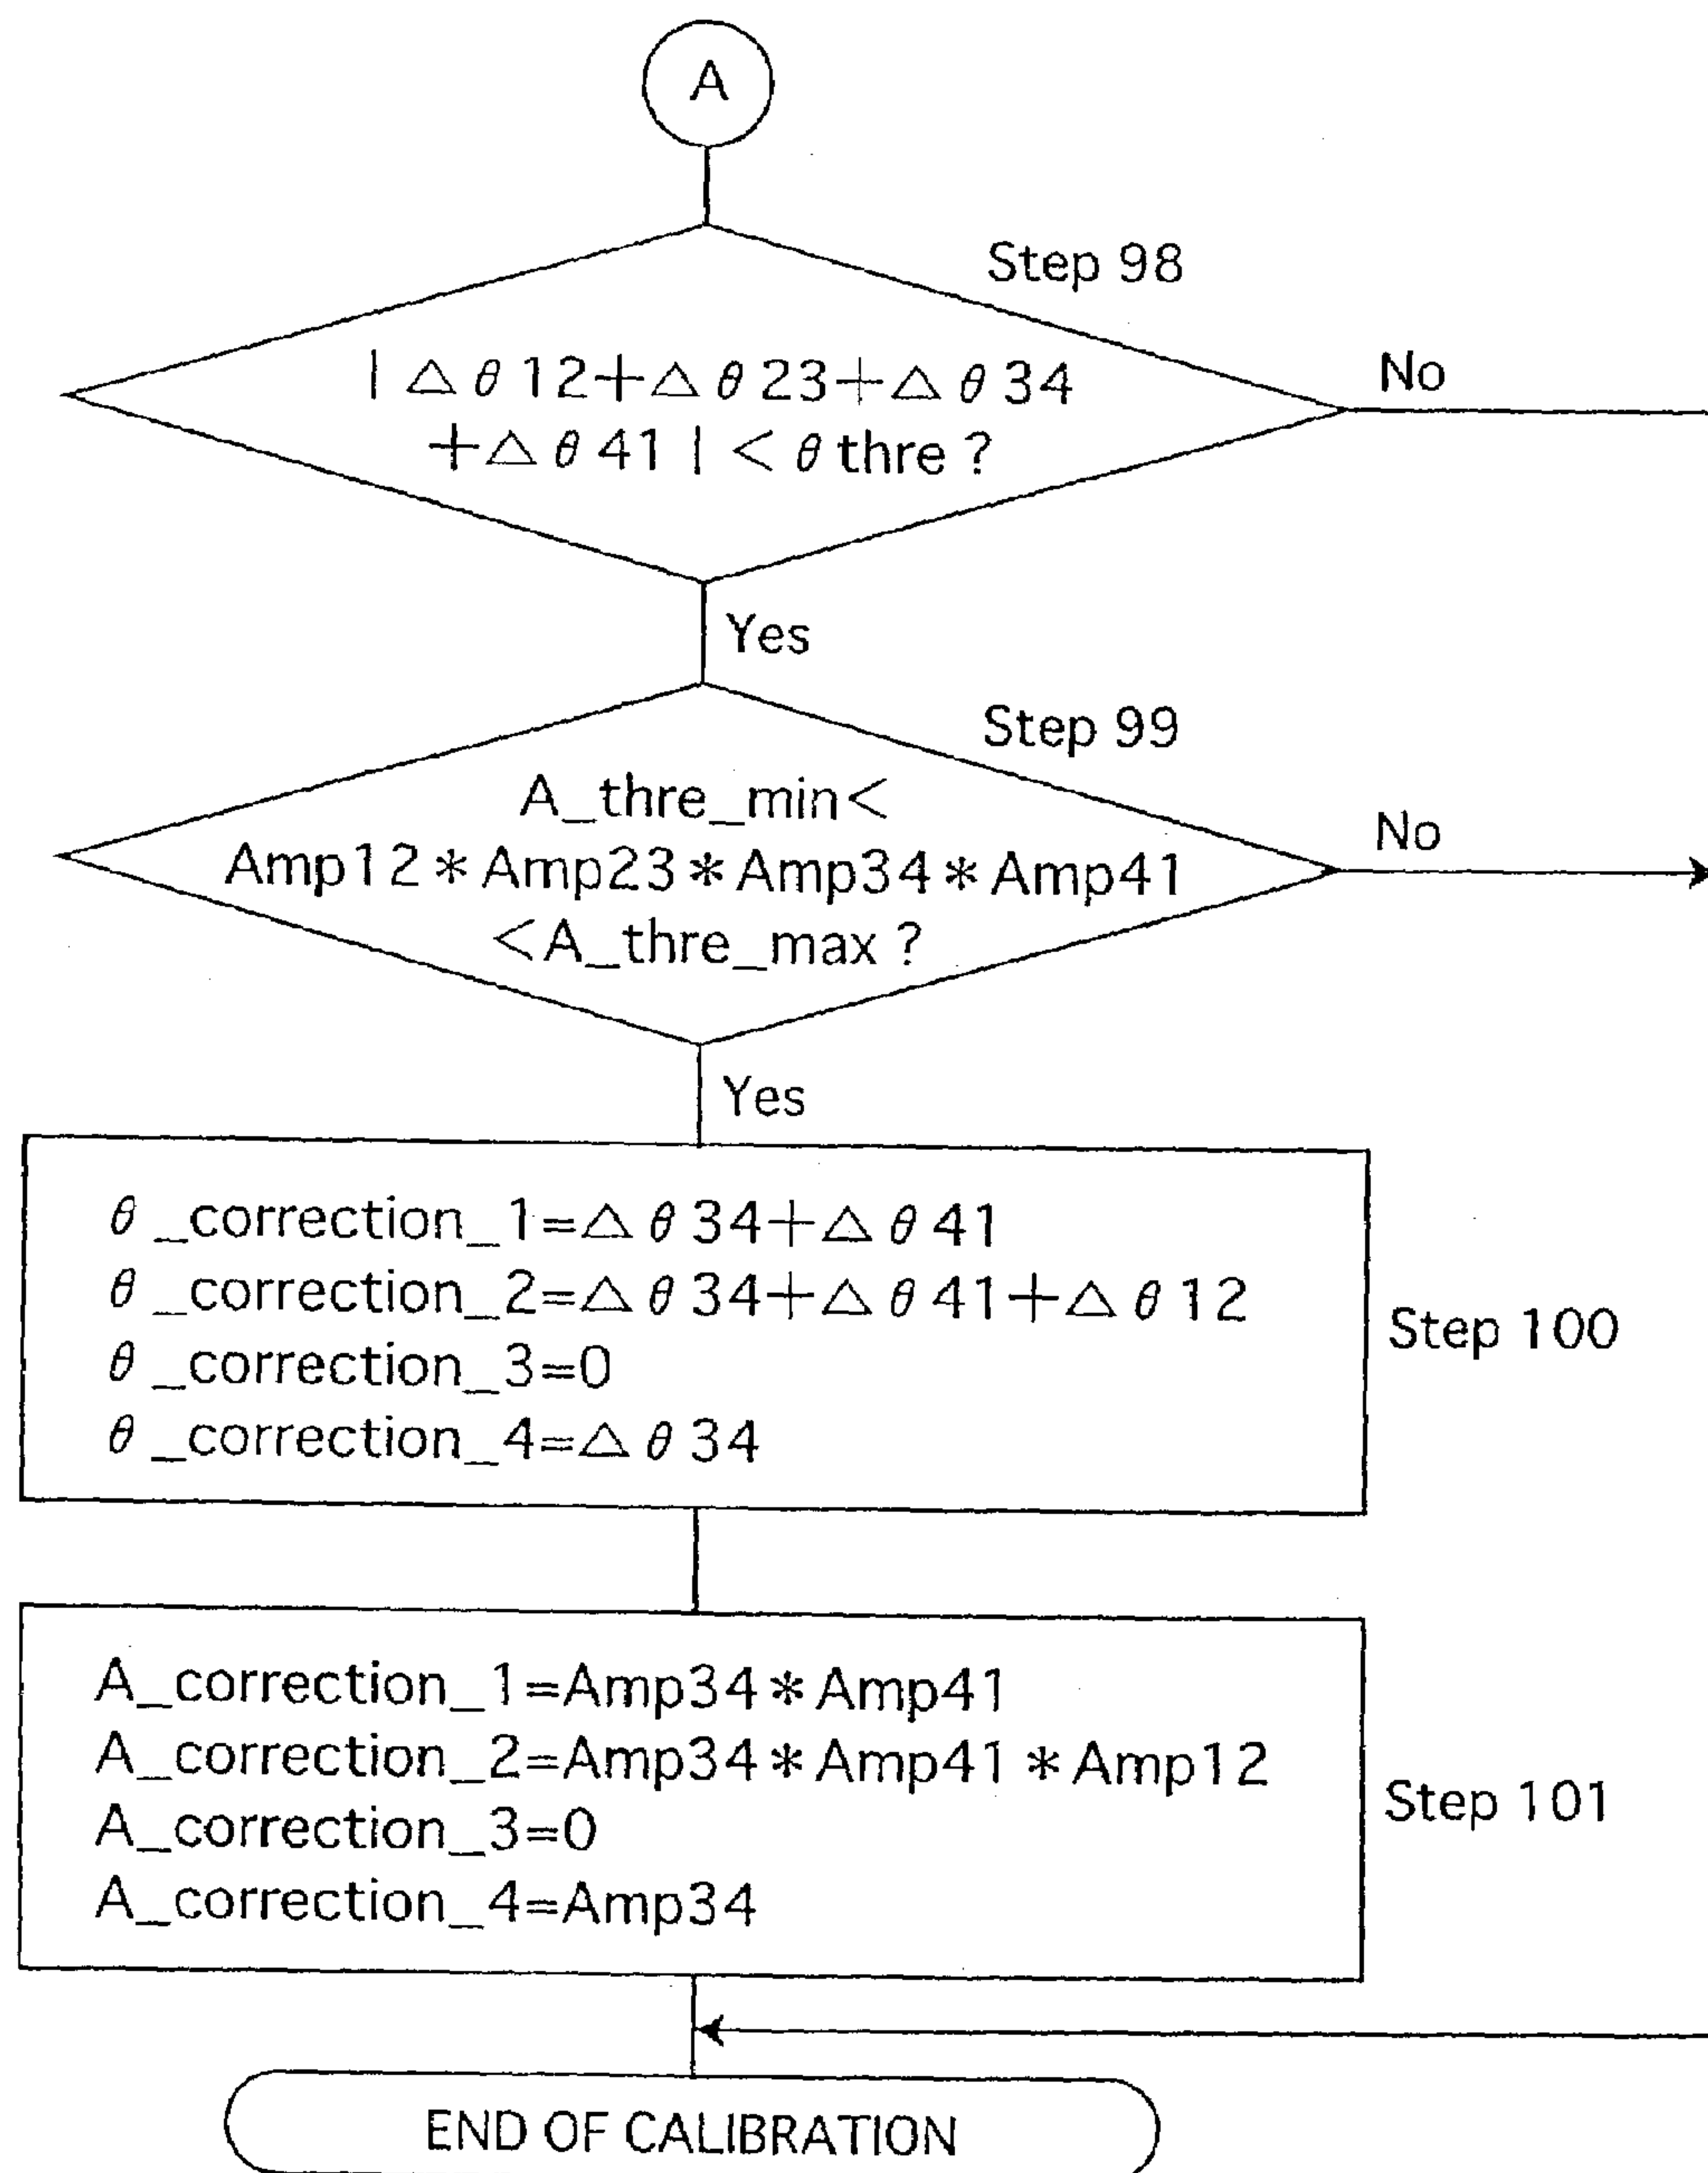 A
Step 98
| △θ12+△θ23+△θ34
+△θ41 | < θthre ?
No
Yes
Step 99
A_thre_min<
Amp12*Amp23*Amp34*Amp41
<A_thre_max ?
No
Yes
θ_correction_1=△θ34+△θ41
θ_correction_2=△θ34+△θ41+△θ12
θ_correction_3=0
θ_correction_4=△θ34
Step 100
A_correction_1=Amp34*Amp41
A_correction_2=Amp34*Amp41*Amp12
A_correction_3=0
A_correction_4=Amp34
Step 101
END OF CALIBRATION